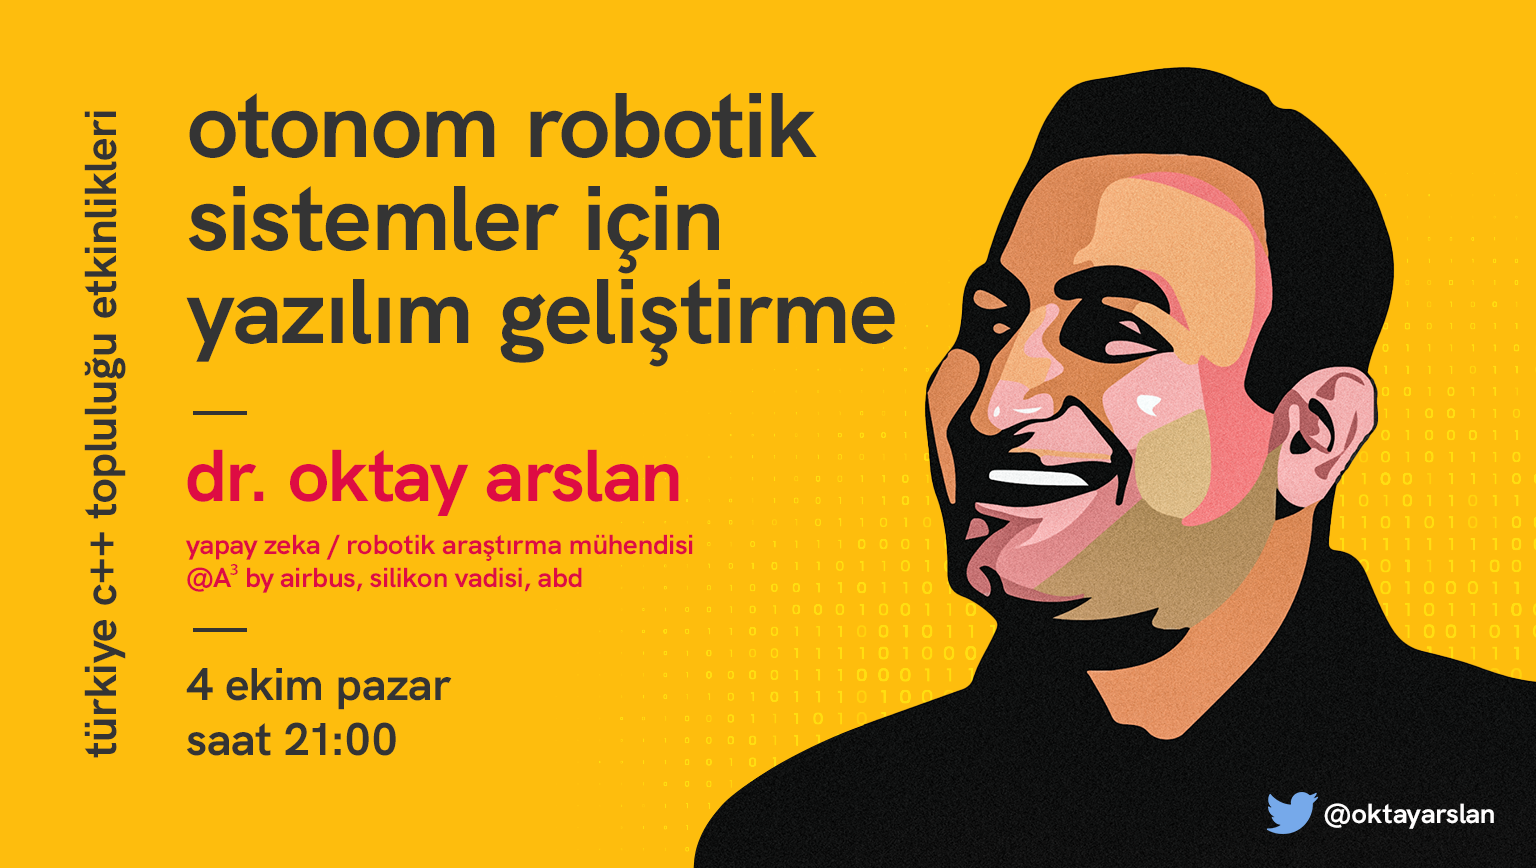 türkiye c++ topluluğu etkinlikleri
otonom robotik
sistemler için
yazılım geliştirme
dr. oktay arslan
yapay zeka / robotik araştırma mühendisi
@A³ by airbus, silikon vadisi, abd
4 ekim pazar
saat 21:00
@oktayarslan